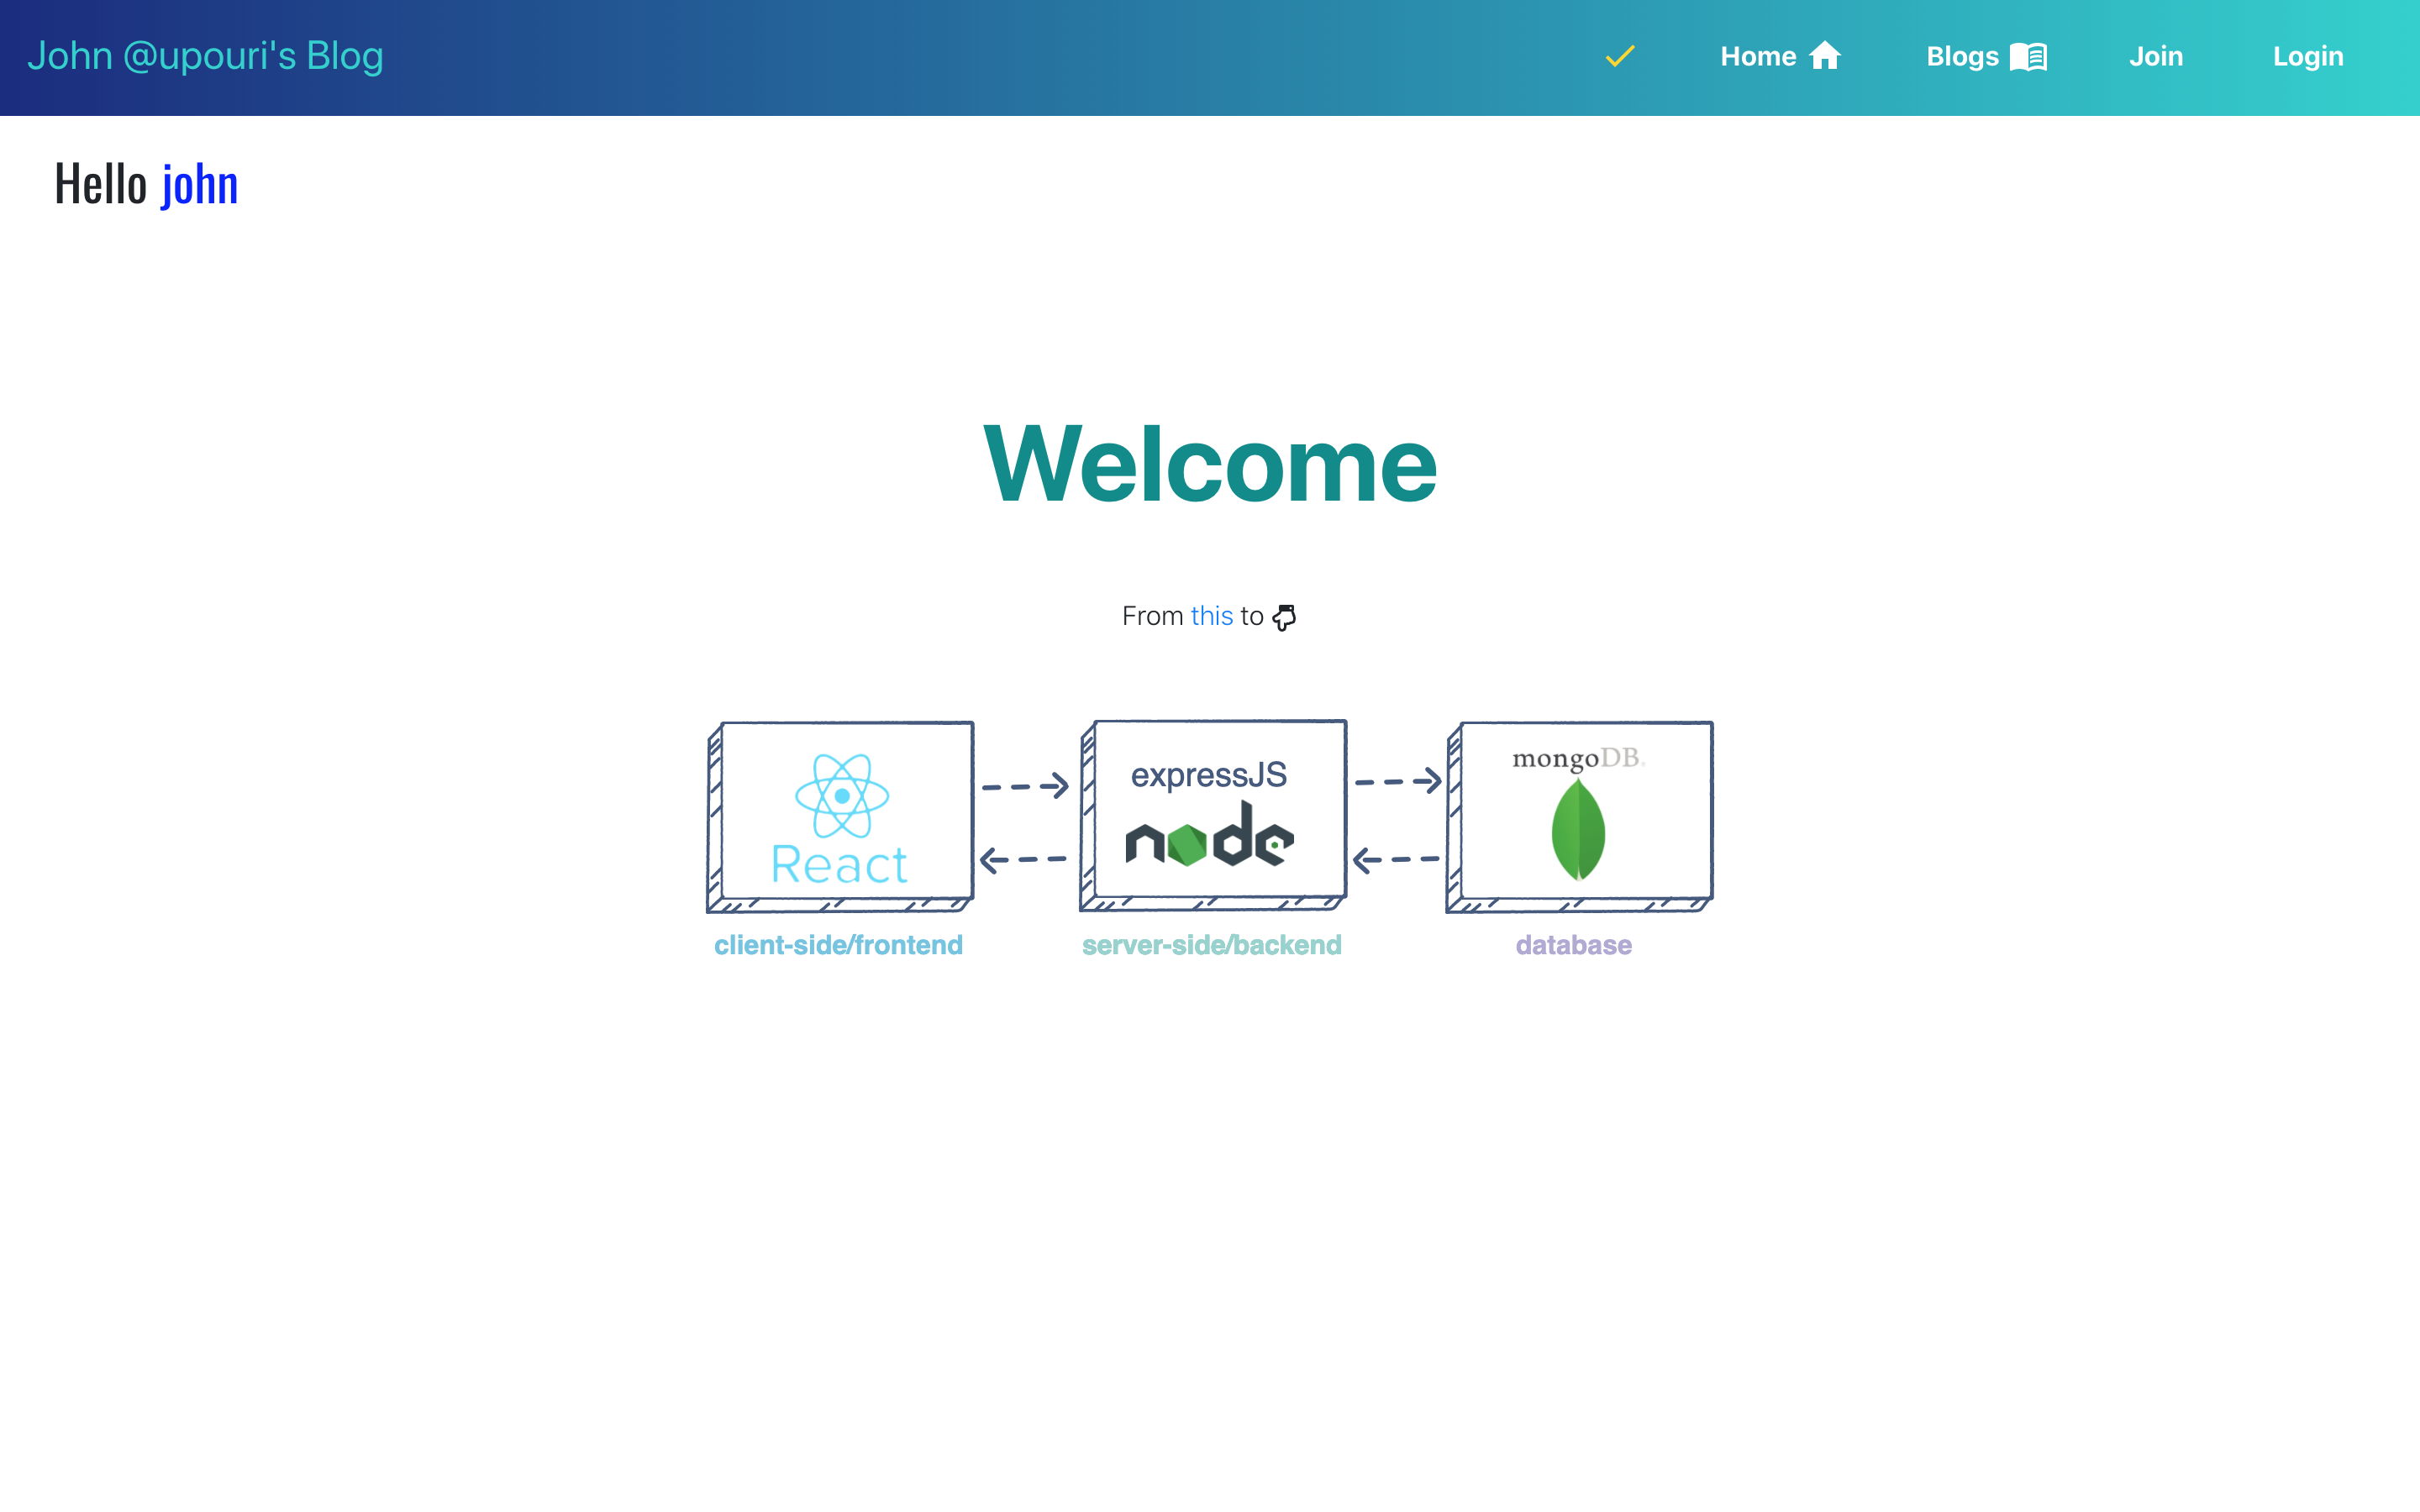 John @upouri's Blog
Home
Blogs
Join
Login
Hello john
Welcome
From this to
React
expressJS
node
mongoDB.
client-side/frontend
server-side/backend
database